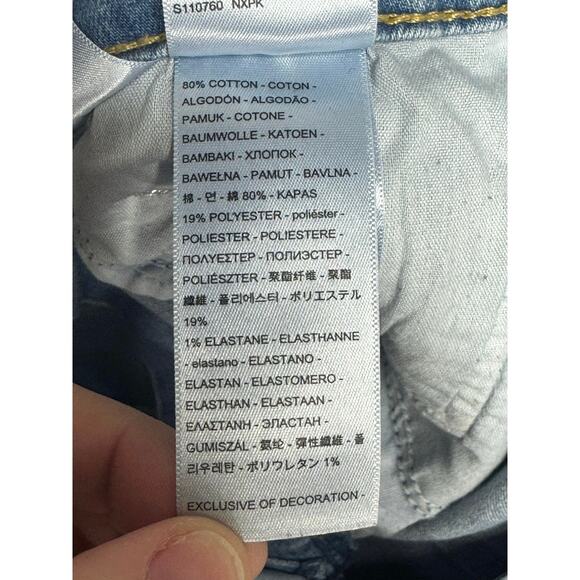 S110760 NXPK
80% COTTON - COTON -
ALGODÓN - ALGODÃO -
PAMUK - COTONE -
BAUMWOLLE - KATOEN -
BAMBAKI - ХЛОПОК -
BAWEŁNA - PAMUT - BAVLNA -
棉 - 면 - 綿 80% - KAPAS
19% POLYESTER - poliéster -
POLIESTER - POLIESTERE -
ΠΟΛΥΕΣΤΕΡ - ПОЛИЭСТЕР -
POLIÉSZTER - 聚酯纤维 - 聚酯
纖維 - 폴리에스터 - ポリエステル
19%
1% ELASTANE - ELASTHANNE
- elastano - ELASTANO -
ELASTAN - ELASTOMERO -
ELASTHAN - ELASTAAN -
ΕΛΑΣΤΑΝΗ - ЭЛАСТАН -
GUMISZÁL - 氨纶 - 彈性纖維 - 폴
리우레탄 - ポリウレタン 1%
EXCLUSIVE OF DECORATION -